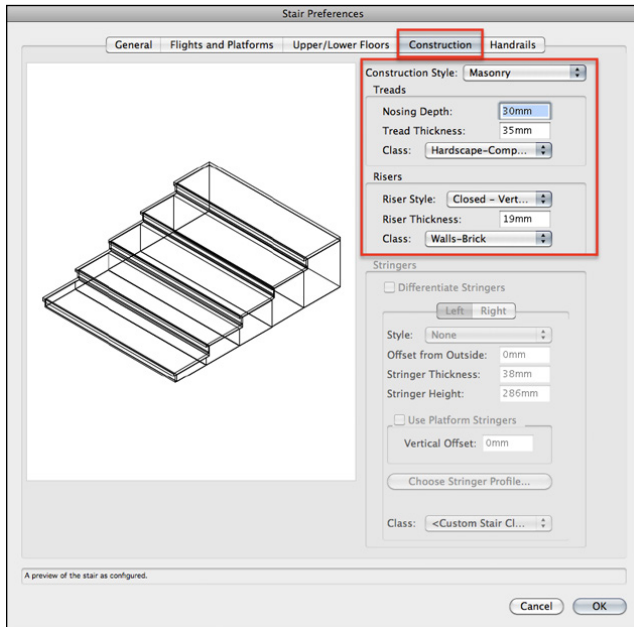 Stair Preferences
General Flights and Platforms Upper/Lower Floors Construction Handrails
Construction Style: Masonry
Treads
Nosing Depth: 30mm
Tread Thickness: 35mm
Class: Hardscape-Comp...
Risers
Riser Style: Closed - Vert...
Riser Thickness: 19mm
Class: Walls-Brick
Stringers
Differentiate Stringers
Left Right
Style: None
Offset from Outside: 0mm
Stringer Thickness: 38mm
Stringer Height: 286mm
Use Platform Stringers
Vertical Offset: 0mm
Choose Stringer Profile...
Class: <Custom Stair Cl...
A preview of the stair as configured.
Cancel OK